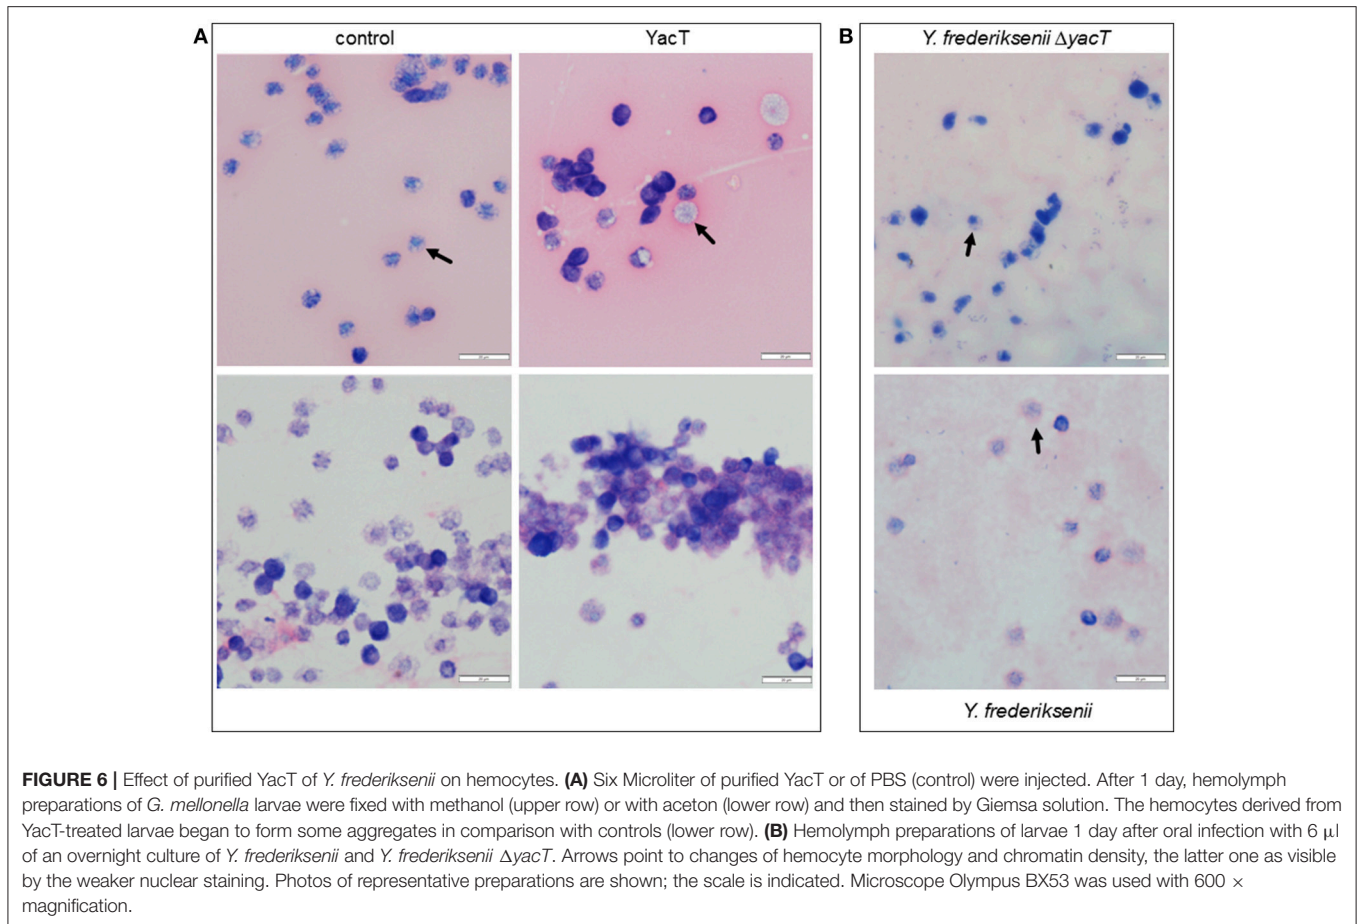 A
control
YacT
B
Y. frederiksenii ΔyacT
Y. frederiksenii
FIGURE 6 | Effect of purified YacT of Y. frederiksenii on hemocytes. (A) Six Microliter of purified YacT or of PBS (control) were injected. After 1 day, hemolymph
preparations of G. mellonella larvae were fixed with methanol (upper row) or with aceton (lower row) and then stained by Giemsa solution. The hemocytes derived from
YacT-treated larvae began to form some aggregates in comparison with controls (lower row). (B) Hemolymph preparations of larvae 1 day after oral infection with 6 μl
of an overnight culture of Y. frederiksenii and Y. frederiksenii ΔyacT. Arrows point to changes of hemocyte morphology and chromatin density, the latter one as visible
by the weaker nuclear staining. Photos of representative preparations are shown; the scale is indicated. Microscope Olympus BX53 was used with 600 ×
magnification.